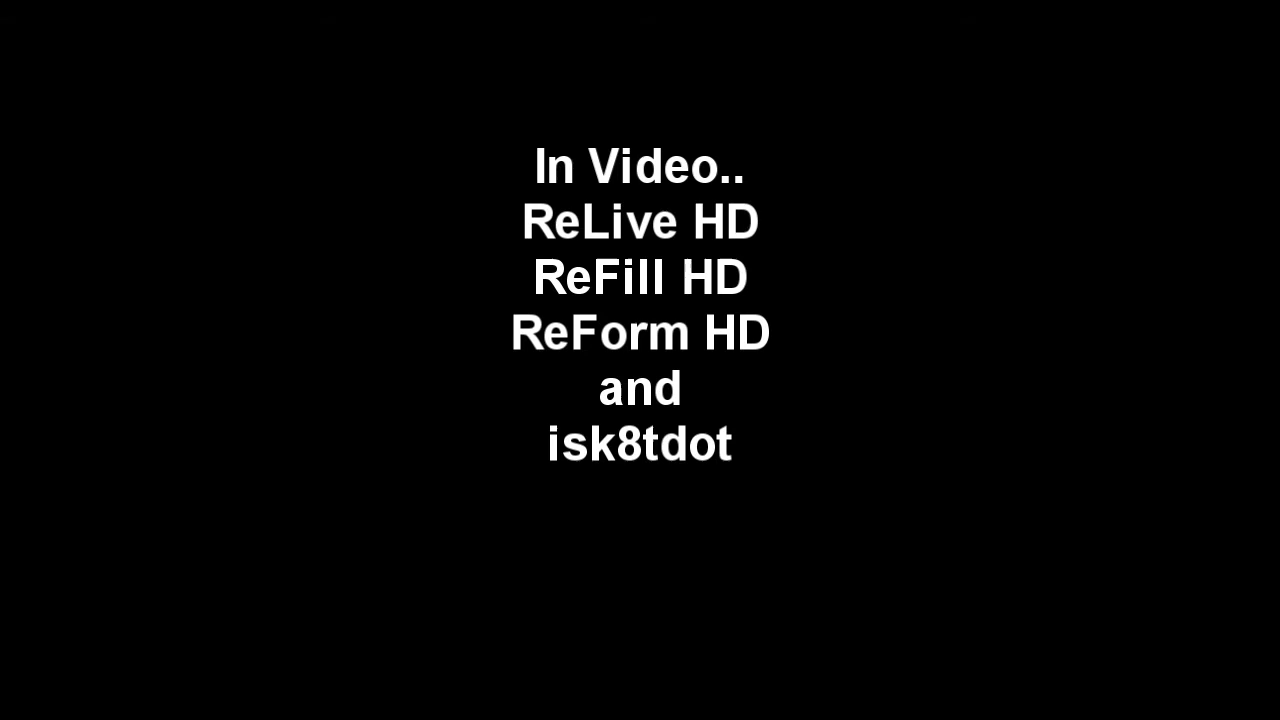 In Video..
ReLive HD
ReFill HD
ReForm HD
and
isk8tdot